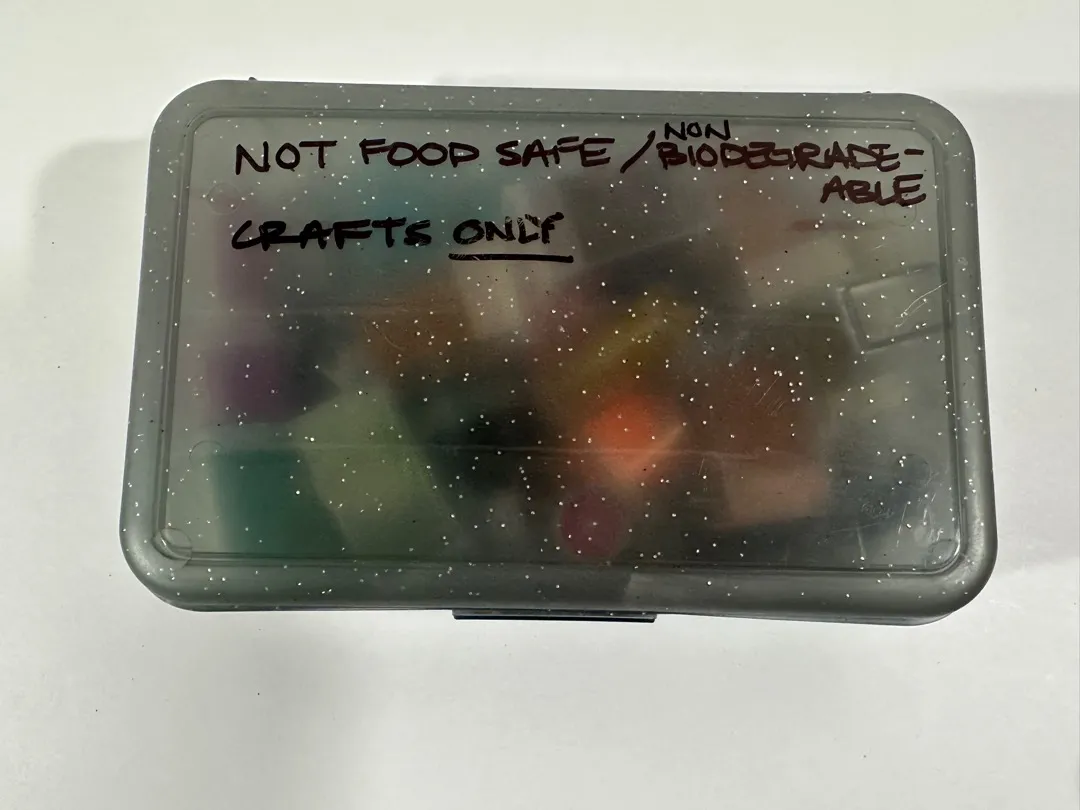 NOT FOOD SAFE / NON
BIODEGRADE-
ABLE
CRAFTS ONLY